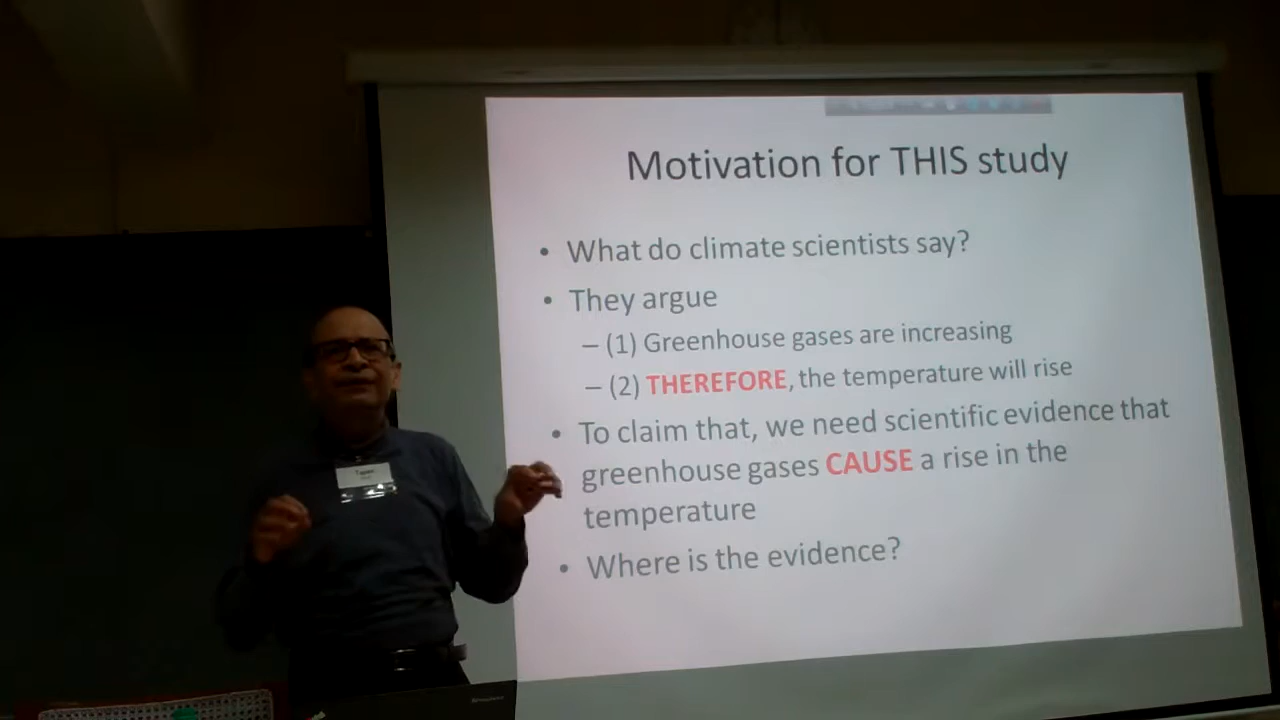 Motivation for THIS study
• What do climate scientists say?
• They argue
– (1) Greenhouse gases are increasing
– (2) THEREFORE, the temperature will rise
• To claim that, we need scientific evidence that
greenhouse gases CAUSE a rise in the
temperature
• Where is the evidence?
Tapen